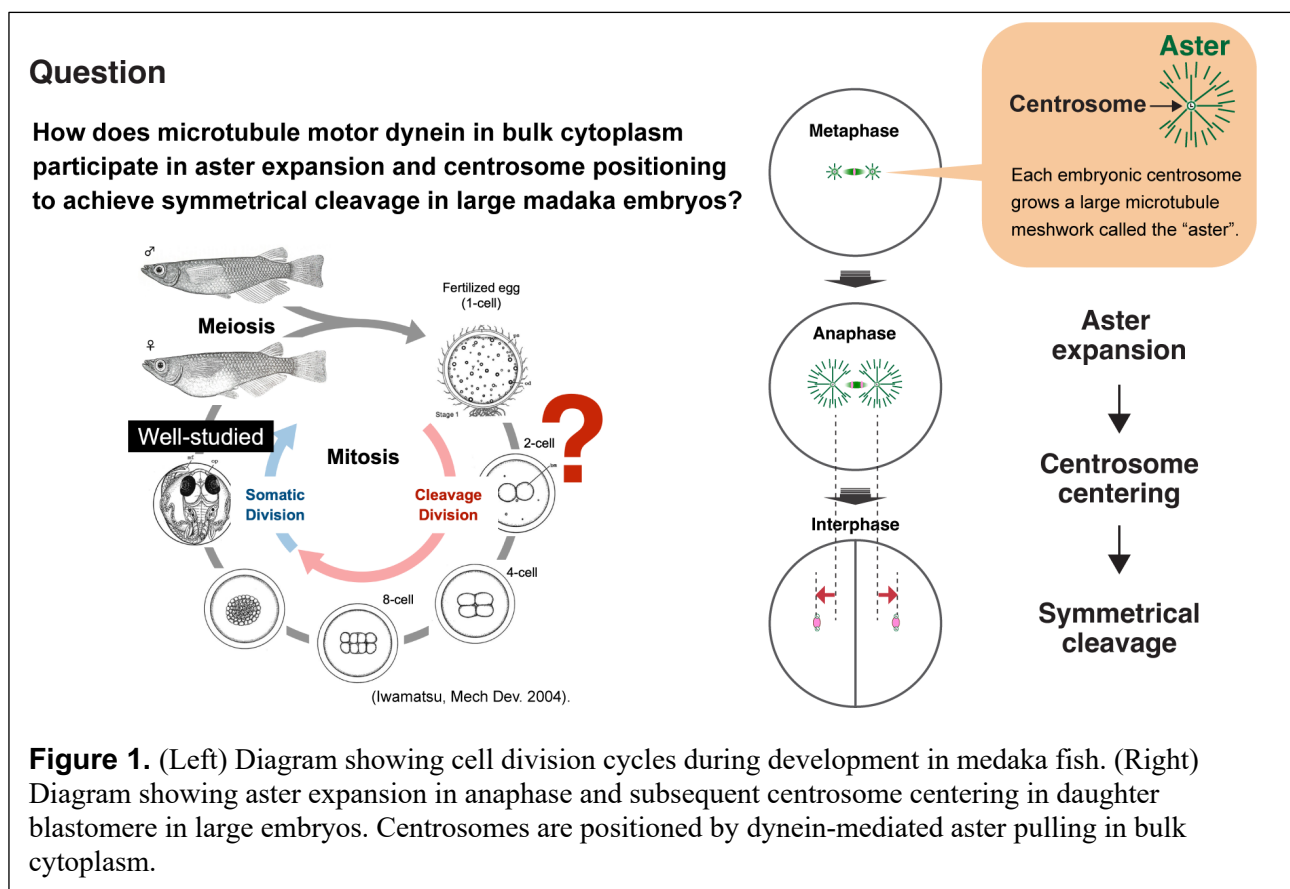 Question
How does microtubule motor dynein in bulk cytoplasm
participate in aster expansion and centrosome positioning
to achieve symmetrical cleavage in large madaka embryos?
♂
Meiosis
♀
Fertilized egg
(1-cell)
Stage 1
?
Well-studied
Mitosis
2-cell
Somatic
Division
Cleavage
Division
4-cell
8-cell
(Iwamatsu, Mech Dev. 2004).
Metaphase
Anaphase
Interphase
Aster
Centrosome
Each embryonic centrosome
grows a large microtubule
meshwork called the “aster”.
Aster
expansion
Centrosome
centering
Symmetrical
cleavage
Figure 1. (Left) Diagram showing cell division cycles during development in medaka fish. (Right)
Diagram showing aster expansion in anaphase and subsequent centrosome centering in daughter
blastomere in large embryos. Centrosomes are positioned by dynein-mediated aster pulling in bulk
cytoplasm.